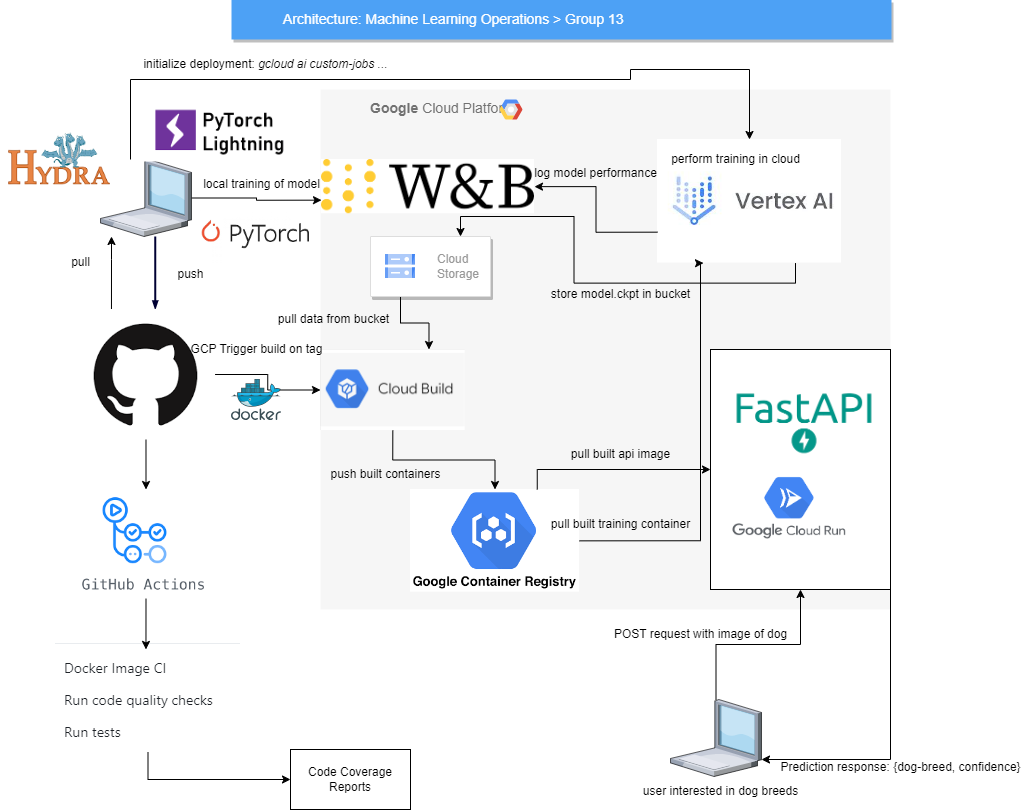 Architecture: Machine Learning Operations > Group 13
initialize deployment: gcloud ai custom-jobs ...
Google Cloud Platfor
PyTorch
Lightning
HYDRA
perform training in cloud
local training of model
W&B
log model performance
Vertex AI
PyTorch
pull
push
Cloud
Storage
store model.ckpt in bucket
pull data from bucket
GCP Trigger build on tag
docker
Cloud Build
FastAPI
push built containers
pull built api image
pull built training container
Google Cloud Run
Google Container Registry
GitHub Actions
POST request with image of dog
Docker Image CI
Run code quality checks
Run tests
Code Coverage
Reports
Prediction response: {dog-breed, confidence}
user interested in dog breeds